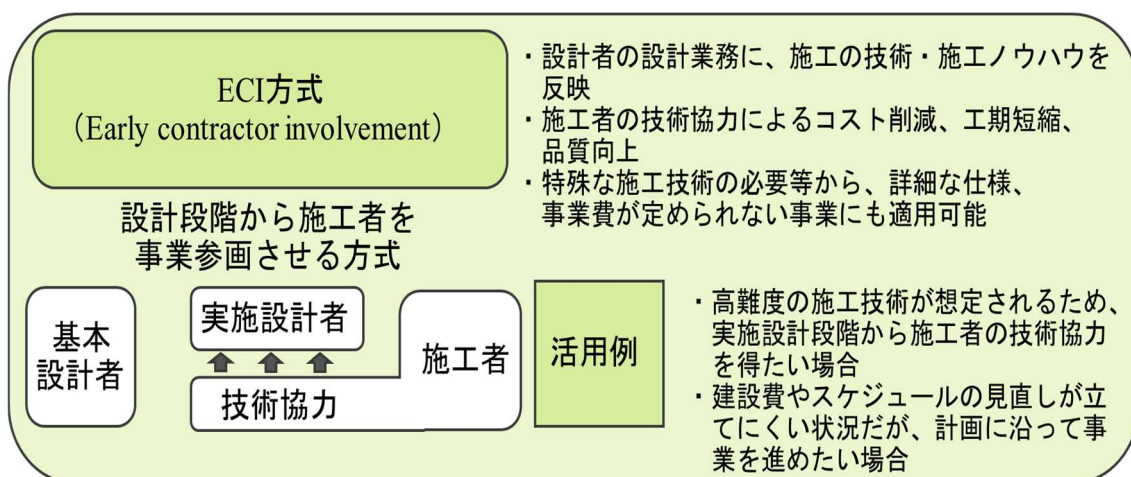 ECI方式
（Early contractor involvement）
設計段階から施工者を
事業参画させる方式
・設計者の設計業務に、施工の技術・施工ノウハウを
反映
・施工者の技術協力によるコスト削減、工期短縮、
品質向上
・特殊な施工技術の必要等から、詳細な仕様、
事業費が定められない事業にも適用可能
基本
設計者
実施設計者
技術協力
施工者
活用例
・高難度の施工技術が想定されるため、
実施設計段階から施工者の技術協力
を得たい場合
・建設費やスケジュールの見直しが立
てにくい状況だが、計画に沿って事
業を進めたい場合